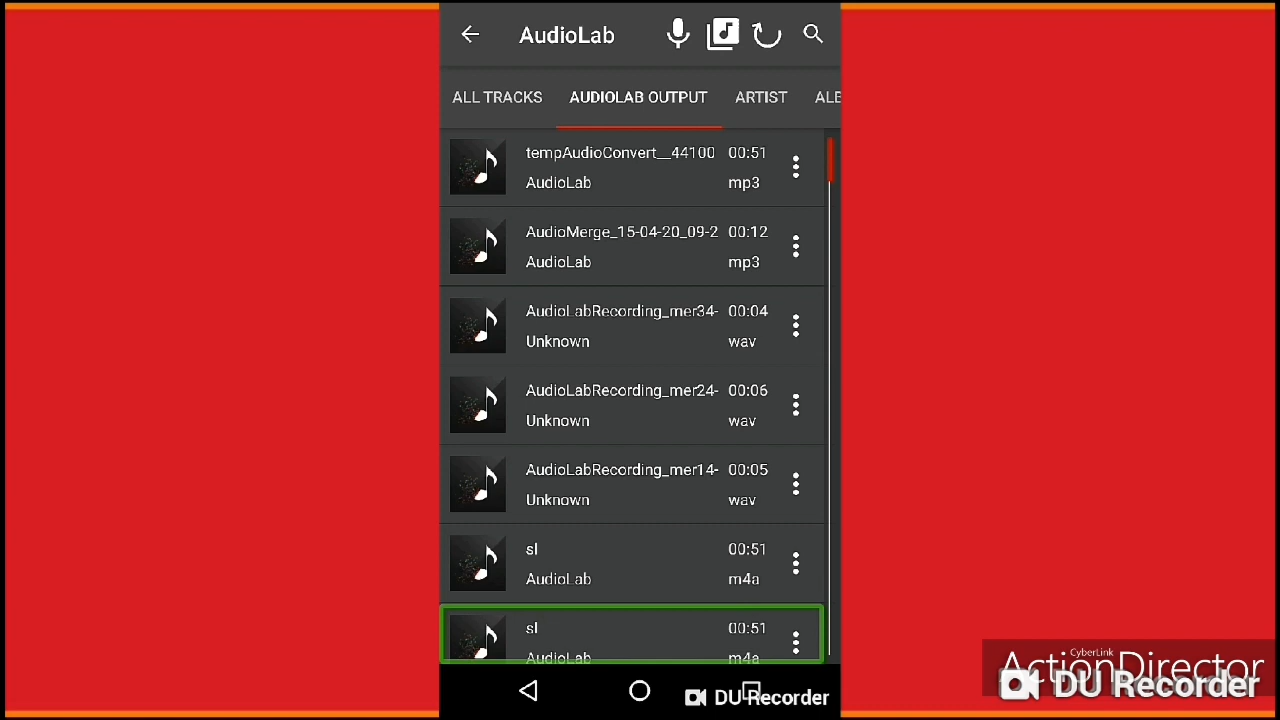 AudioLab
ALL TRACKS AUDIOLAB OUTPUT ARTIST ALB
tempAudioConvert__44100 00:51
AudioLab mp3
AudioMerge_15-04-20_09-2 00:12
AudioLab mp3
AudioLabRecording_mer34- 00:04
Unknown wav
AudioLabRecording_mer24- 00:06
Unknown wav
AudioLabRecording_mer14- 00:05
Unknown wav
sl 00:51
AudioLab m4a
sl 00:51
AudioLab m4a
DU Recorder
CyberLink
ActionDirector
DU Recorder